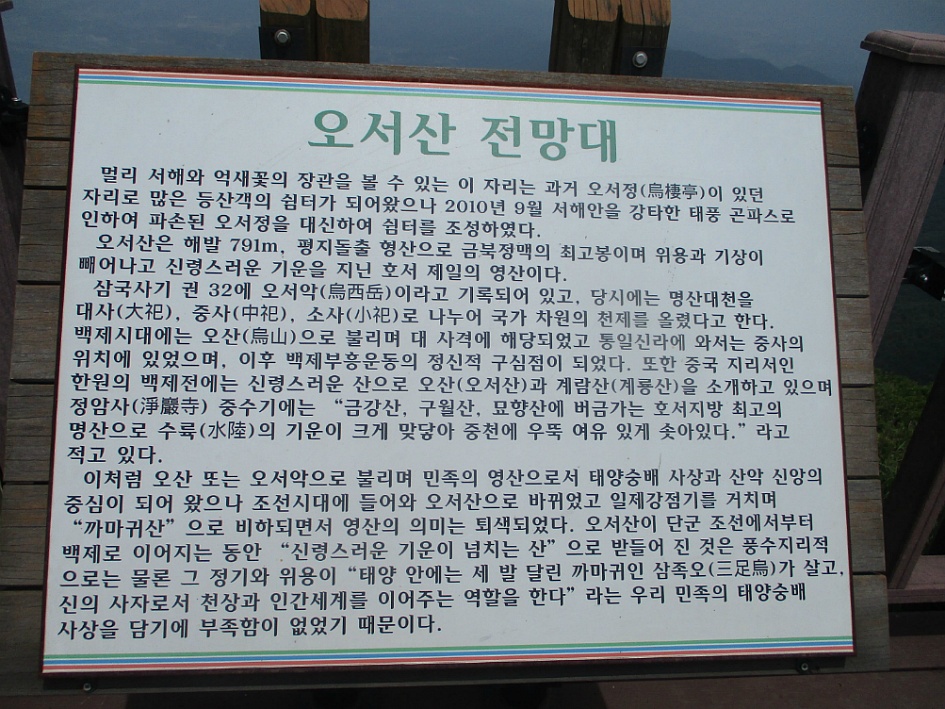 오서산 전망대
멀리 서해와 억새꽃의 장관을 볼 수 있는 이 자리는 과거 오서정(烏棲亭)이 있던
자리로 많은 등산객의 쉼터가 되어왔으나 2010년 9월 서해안을 강타한 태풍 곤파스로
인하여 파손된 오서정을 대신하여 쉼터를 조성하였다.
오서산은 해발 791m, 평지돌출 형산으로 금북정맥의 최고봉이며 위용과 기상이
빼어나고 신령스러운 기운을 지닌 호서 제일의 영산이다.
삼국사기 권 32에 오서악(烏西岳)이라고 기록되어 있고, 당시에는 명산대천을
대사(大祀), 중사(中祀), 소사(小祀)로 나누어 국가 차원의 천제를 올렸다고 한다.
백제시대에는 오산(烏山)으로 불리며 대 사격에 해당되었고 통일신라에 와서는 중사의
위치에 있었으며, 이후 백제부흥운동의 정신적 구심점이 되었다. 또한 중국 지리서인
한원의 백제전에는 신령스러운 산으로 오산(오서산)과 계람산(계룡산)을 소개하고 있으며
정암사(淨巖寺) 중수기에는 “금강산, 구월산, 묘향산에 버금가는 호서지방 최고의
명산으로 수륙(水陸)의 기운이 크게 맞닿아 중천에 우뚝 여유 있게 솟아있다.” 라고
적고 있다.
이처럼 오산 또는 오서악으로 불리며 민족의 영산으로서 태양숭배 사상과 산악 신앙의
중심이 되어 왔으나 조선시대에 들어와 오서산으로 바뀌었고 일제강점기를 거치며
“까마귀산” 으로 비하되면서 영산의 의미는 퇴색되었다. 오서산이 단군 조선에서부터
백제로 이어지는 동안 “신령스러운 기운이 넘치는 산” 으로 받들어 진 것은 풍수지리적
으로는 물론 그 정기와 위용이 “태양 안에는 세 발 달린 까마귀인 삼족오(三足烏)가 살고,
신의 사자로서 천상과 인간세계를 이어주는 역할을 한다” 라는 우리 민족의 태양숭배
사상을 담기에 부족함이 없었기 때문이다.